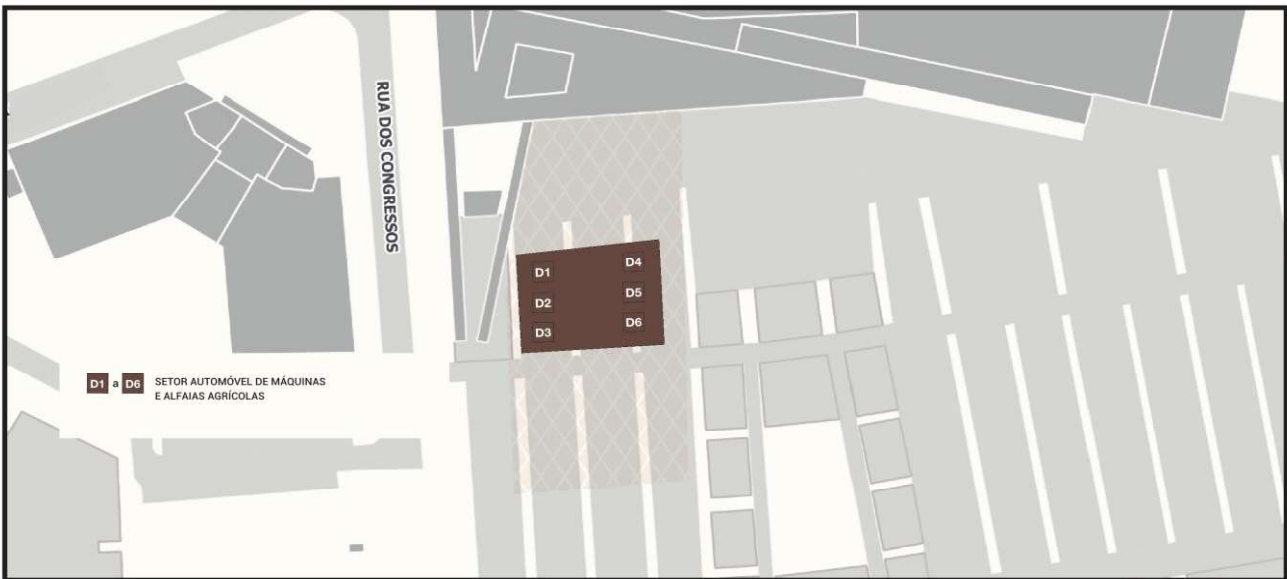 RUA DOS CONGRESSOS
D1
D4
D2
D5
D3
D6
D1 a D6 SETOR AUTOMÓVEL DE MÁQUINAS
E ALFAIAS AGRÍCOLAS